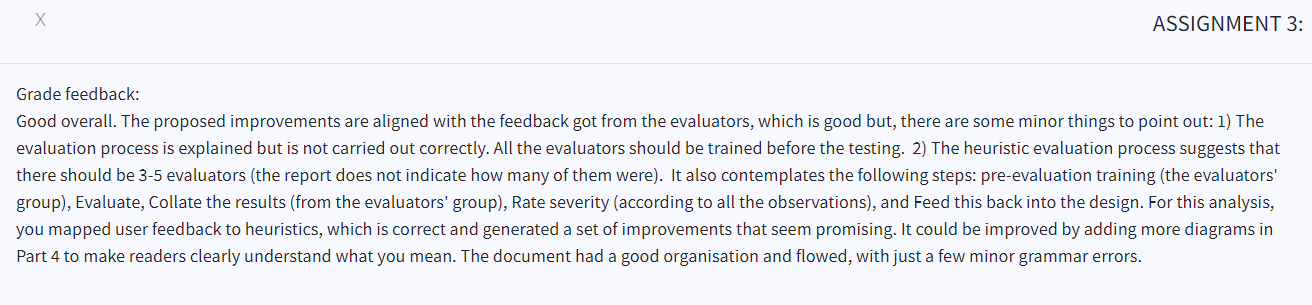 X
ASSIGNMENT 3:
Grade feedback:
Good overall. The proposed improvements are aligned with the feedback got from the evaluators, which is good but, there are some minor things to point out: 1) The
evaluation process is explained but is not carried out correctly. All the evaluators should be trained before the testing.  2) The heuristic evaluation process suggests that
there should be 3-5 evaluators (the report does not indicate how many of them were).  It also contemplates the following steps: pre-evaluation training (the evaluators'
group), Evaluate, Collate the results (from the evaluators' group), Rate severity (according to all the observations), and Feed this back into the design. For this analysis,
you mapped user feedback to heuristics, which is correct and generated a set of improvements that seem promising. It could be improved by adding more diagrams in
Part 4 to make readers clearly understand what you mean. The document had a good organisation and flowed, with just a few minor grammar errors.